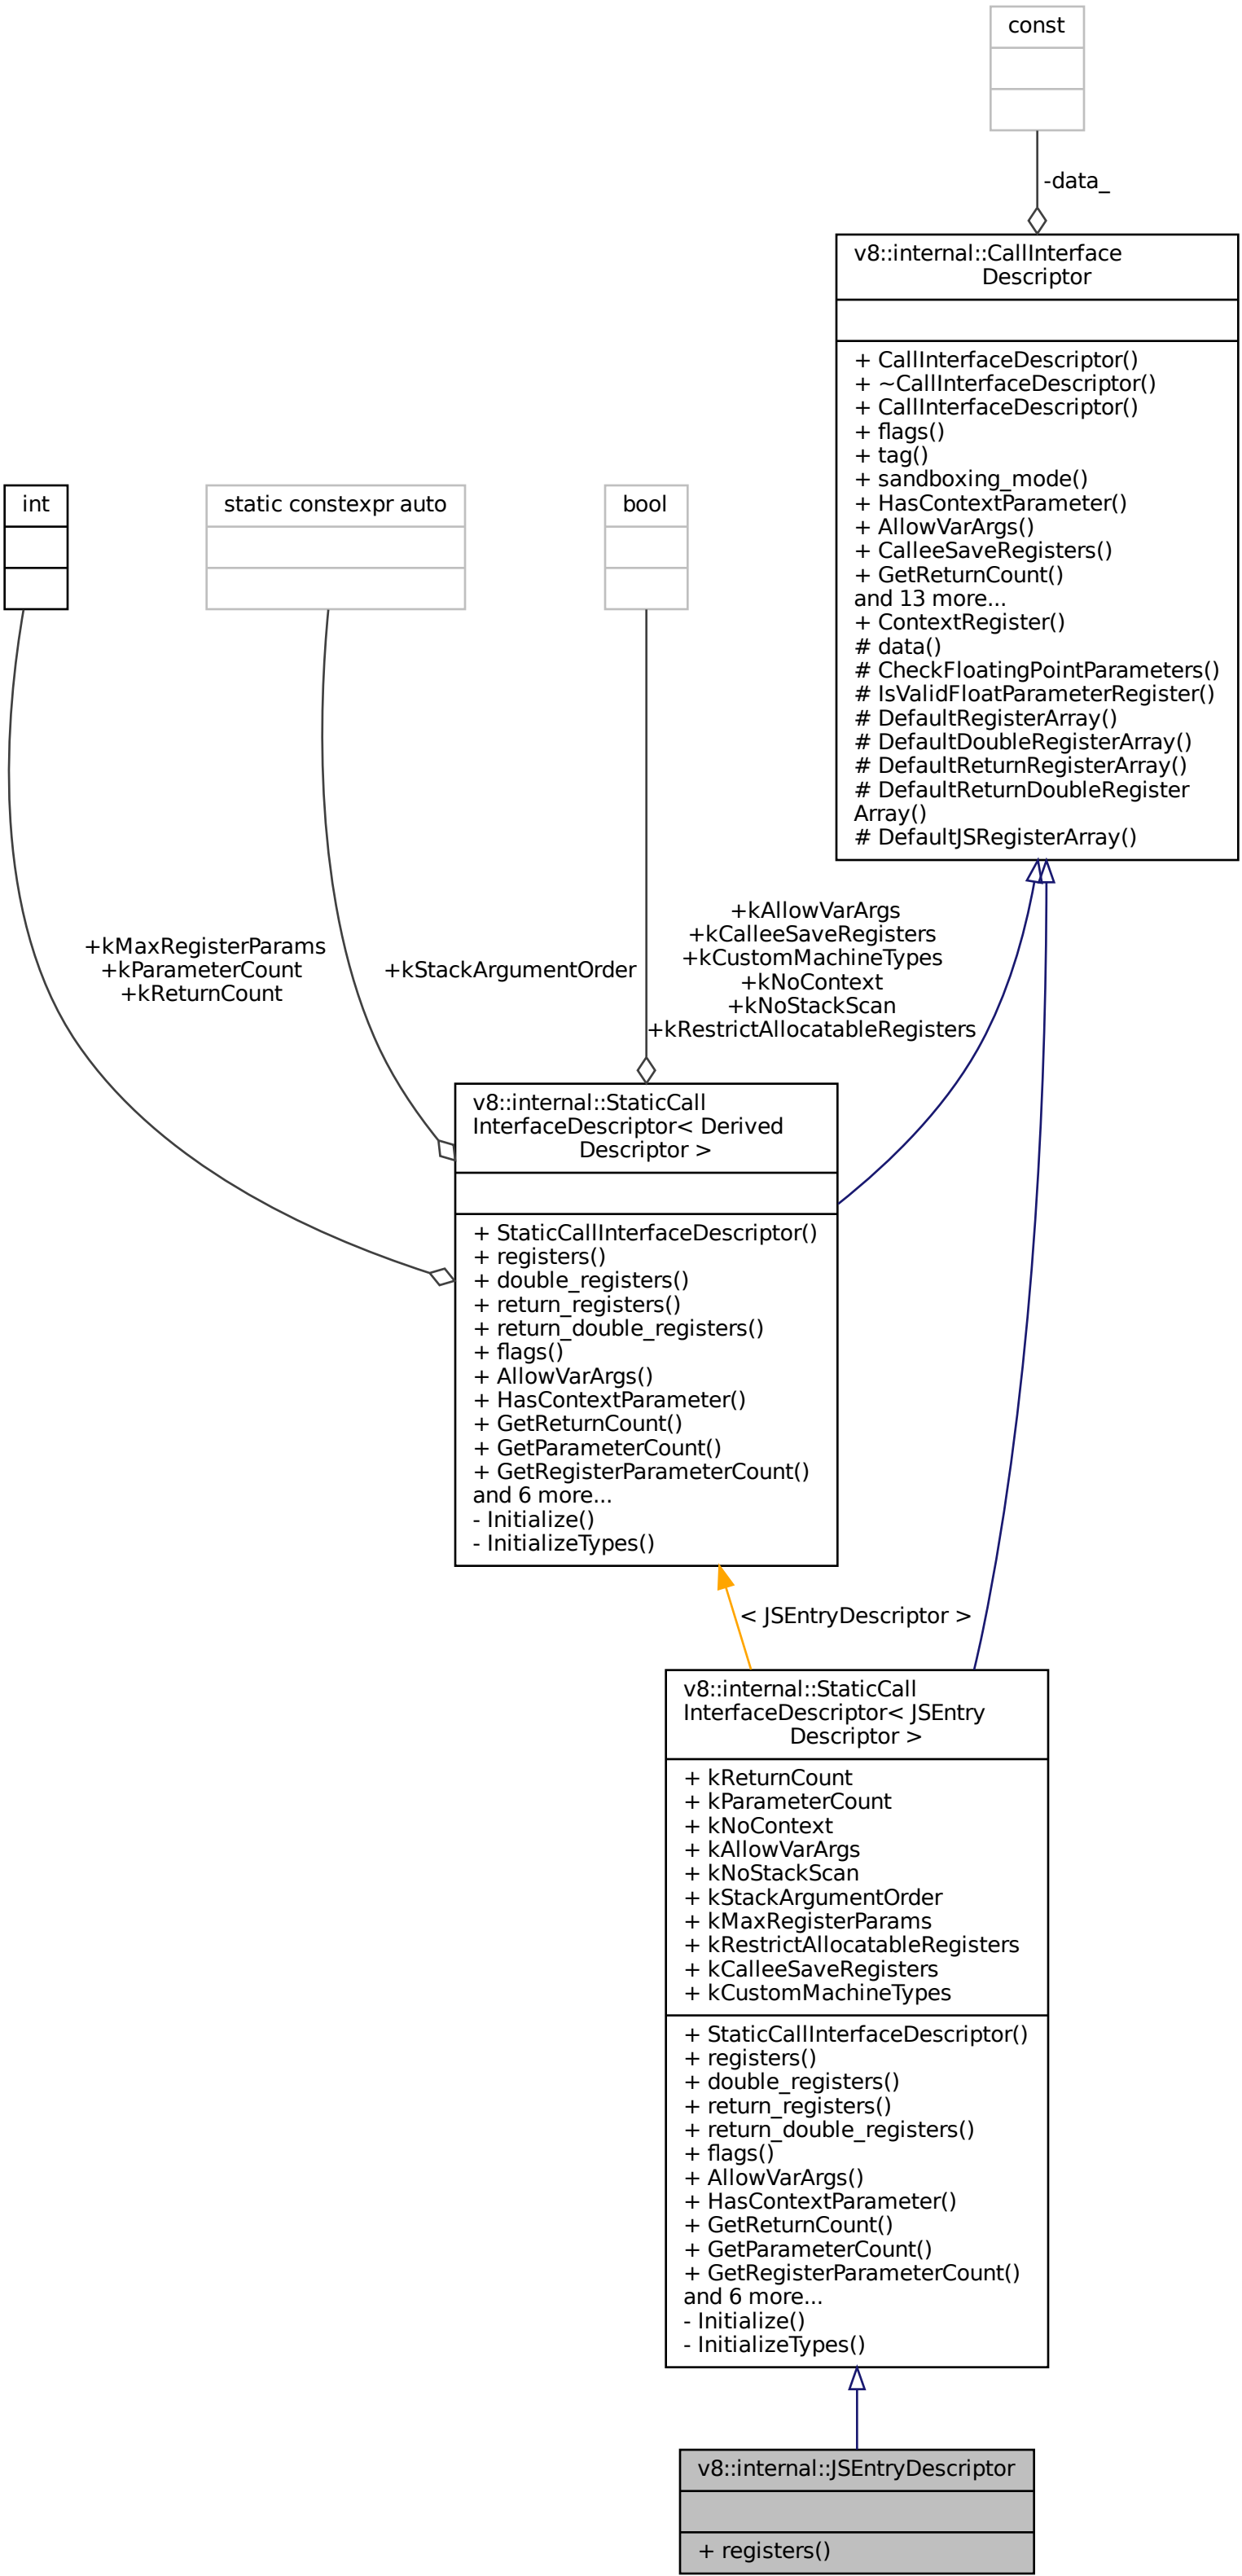 const
-data_
v8::internal::CallInterface
Descriptor
+ CallInterfaceDescriptor()
+ ~CallInterfaceDescriptor()
+ CallInterfaceDescriptor()
+ flags()
+ tag()
+ sandboxing_mode()
+ HasContextParameter()
+ AllowVarArgs()
+ CalleeSaveRegisters()
+ GetReturnCount()
and 13 more...
+ ContextRegister()
# data()
# CheckFloatingPointParameters()
# IsValidFloatParameterRegister()
# DefaultRegisterArray()
# DefaultDoubleRegisterArray()
# DefaultReturnRegisterArray()
# DefaultReturnDoubleRegister
Array()
# DefaultJSRegisterArray()
int
static constexpr auto
bool
+kMaxRegisterParams
+kParameterCount
+kReturnCount
+kStackArgumentOrder
+kAllowVarArgs
+kCalleeSaveRegisters
+kCustomMachineTypes
+kNoContext
+kNoStackScan
+kRestrictAllocatableRegisters
v8::internal::StaticCall
InterfaceDescriptor< Derived
Descriptor >
+ StaticCallInterfaceDescriptor()
+ registers()
+ double_registers()
+ return_registers()
+ return_double_registers()
+ flags()
+ AllowVarArgs()
+ HasContextParameter()
+ GetReturnCount()
+ GetParameterCount()
+ GetRegisterParameterCount()
and 6 more...
- Initialize()
- InitializeTypes()
< JSEntryDescriptor >
v8::internal::StaticCall
InterfaceDescriptor< JSEntry
Descriptor >
+ kReturnCount
+ kParameterCount
+ kNoContext
+ kAllowVarArgs
+ kNoStackScan
+ kStackArgumentOrder
+ kMaxRegisterParams
+ kRestrictAllocatableRegisters
+ kCalleeSaveRegisters
+ kCustomMachineTypes
+ StaticCallInterfaceDescriptor()
+ registers()
+ double_registers()
+ return_registers()
+ return_double_registers()
+ flags()
+ AllowVarArgs()
+ HasContextParameter()
+ GetReturnCount()
+ GetParameterCount()
+ GetRegisterParameterCount()
and 6 more...
- Initialize()
- InitializeTypes()
v8::internal::JSEntryDescriptor
+ registers()